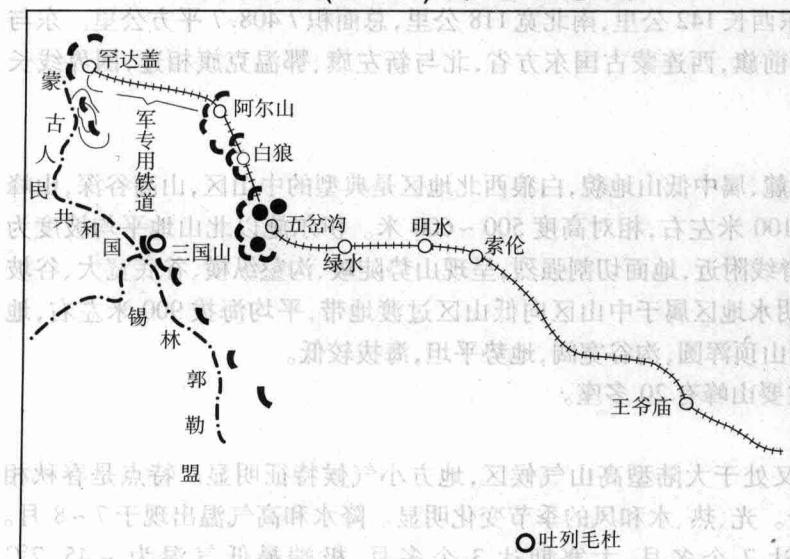 罕达盖
阿尔山
白狼
五岔沟
绿水
明水
索伦
王爷庙
三国山
军专用铁道
蒙古人民共和国
锡林郭勒盟
吐列毛杜